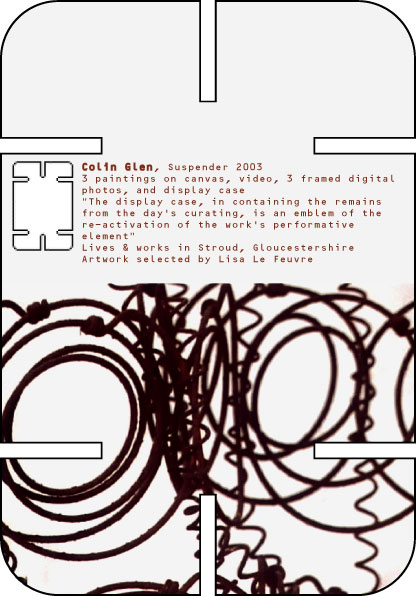 Colin Glen, Suspender 2003
3 paintings on canvas, video, 3 framed digital
photos, and display case
"The display case, in containing the remains
from the day's curating, is an emblem of the
re-activation of the work's performative
element"
Lives & works in Stroud, Gloucestershire
Artwork selected by Lisa Le Feuvre